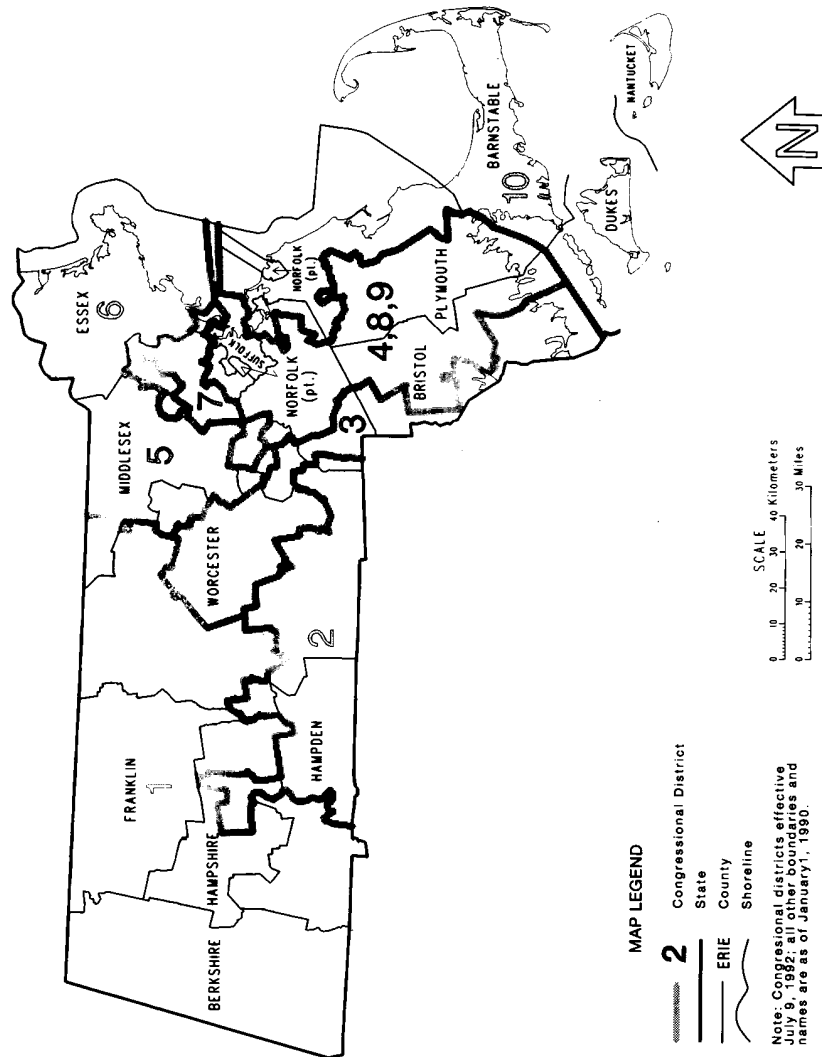 ESSEX
6
MIDDLESEX
5
7
SUFFOLK
FRANKLIN
1
WORCESTER
NORFOLK
(pt.)
NORFOLK
(pt.)
BERKSHIRE
HAMPSHIRE
HAMPDEN
2
3
4,8,9
BRISTOL
PLYMOUTH
BARNSTABLE
10
DUKES
NANTUCKET
N
MAP LEGEND
2 Congressional District
State
ERIE County
Shoreline
SCALE
0 10 20 30 40 Kilometers
0 10 20 30 Miles
Note: Congresional districts effective
July 9, 1992; all other boundaries and
names are as of January1, 1990.